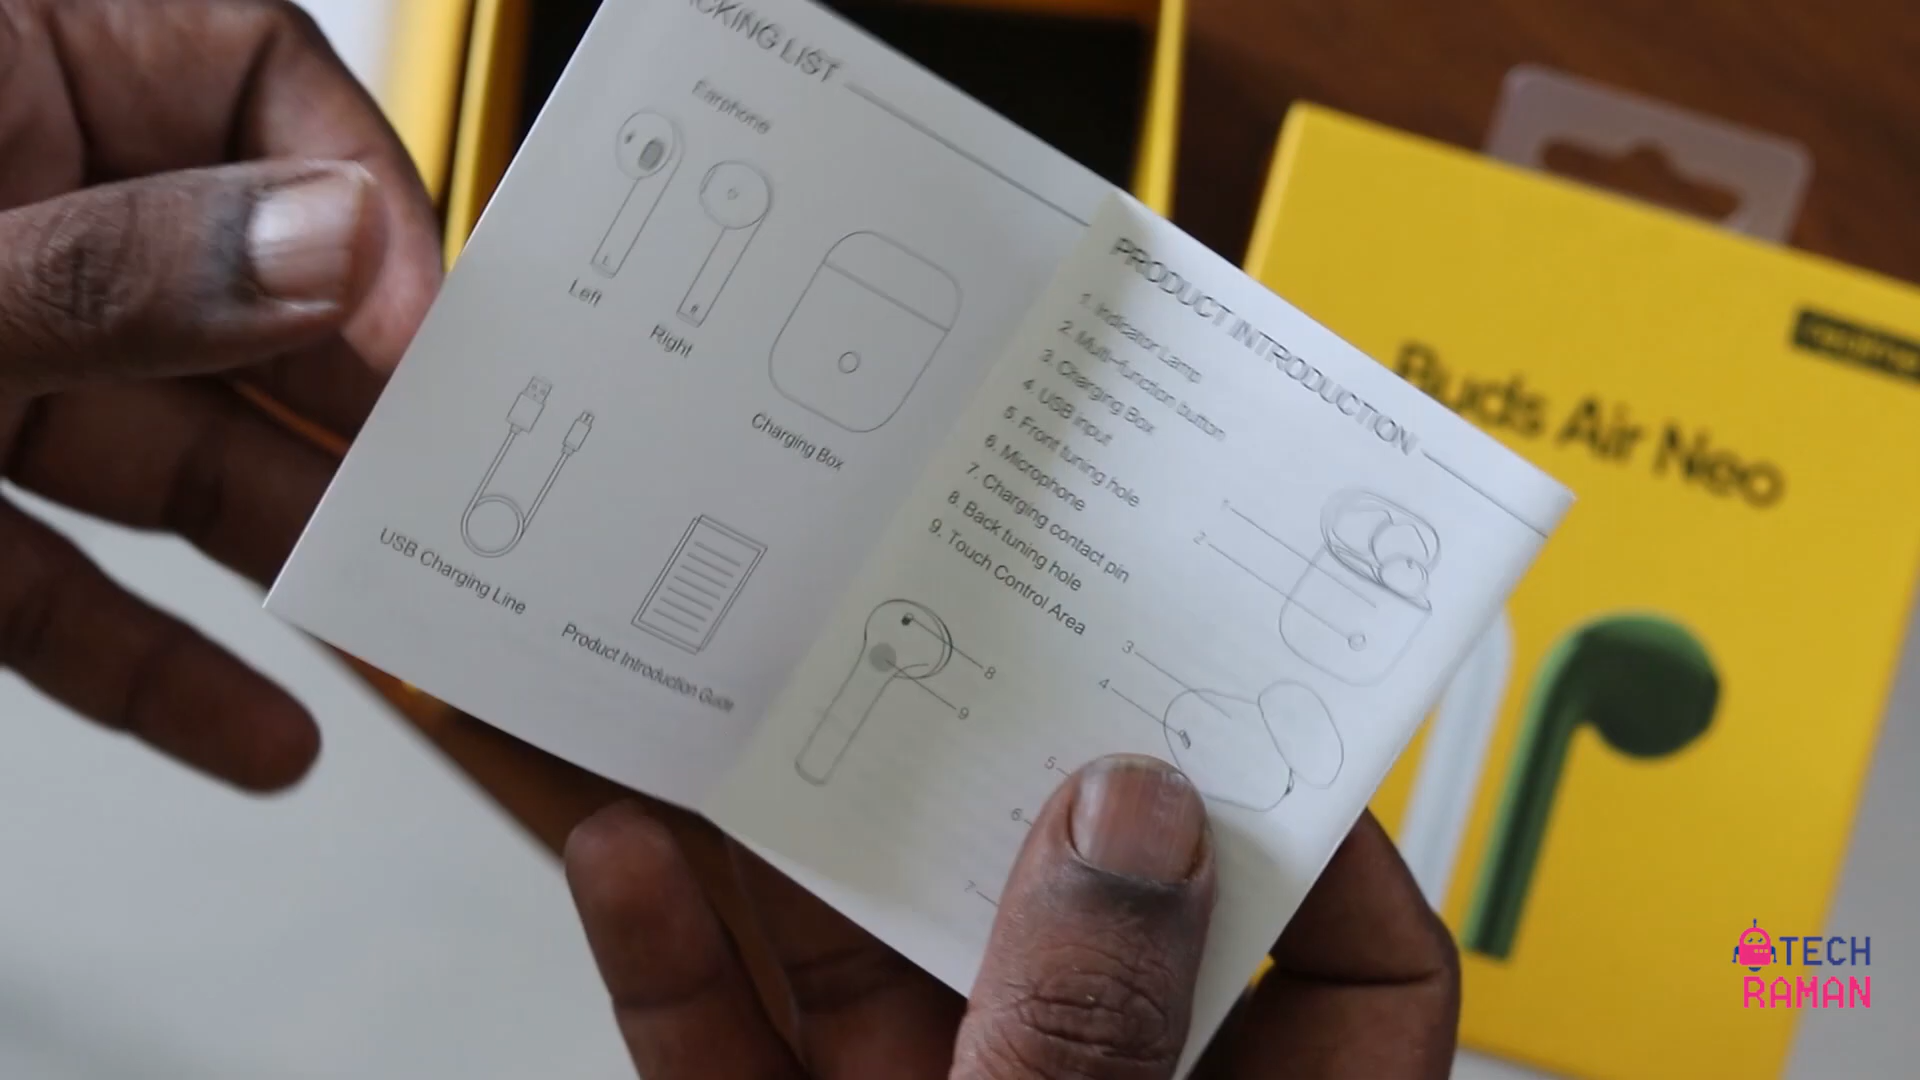 CKING LIST
Earphone
Left
Right
Charging Box
USB Charging Line
Product Introduction Guide
PRODUCT INTRODUCTION
1. Indicator Lamp
2. Multi-function button
3. Charging Box
4. USB input
5. Front tuning hole
6. Microphone
7. Charging contact pin
8. Back tuning hole
9. Touch Control Area
1
2
3
4
5
6
7
8
9
realme
Buds Air Neo
TECH
RAMAN